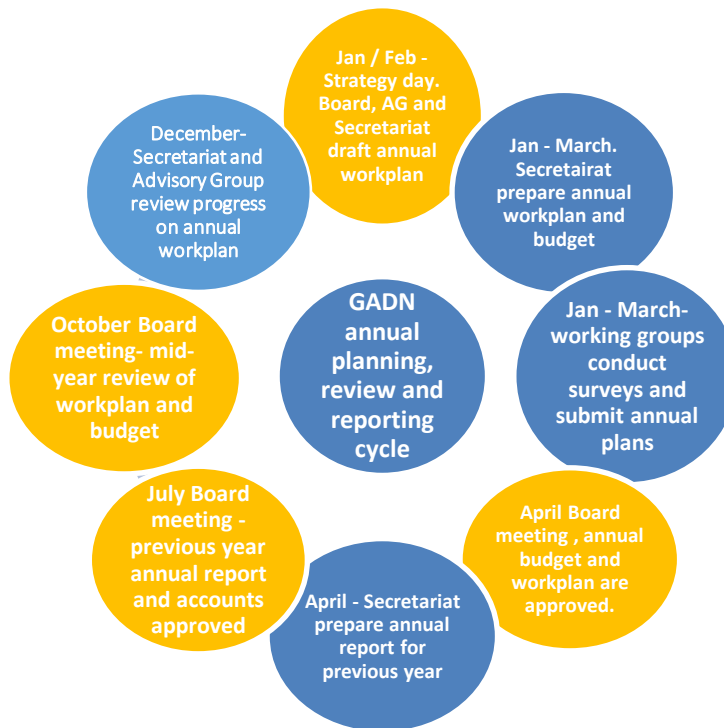 Jan / Feb -
Strategy day.
Board, AG and
Secretariat
draft annual
workplan
Jan - March.
Secretairat
prepare annual
workplan and
budget
Jan - March-
working groups
conduct
surveys and
submit annual
plans
April Board
meeting , annual
budget and
workplan are
approved.
April - Secretariat
prepare annual
report for
previous year
July Board
meeting -
previous year
annual report
and accounts
approved
October Board
meeting- mid-
year review of
workplan and
budget
December-
Secretariat and
Advisory Group
review progress
on annual
workplan
GADN
annual
planning,
review and
reporting
cycle